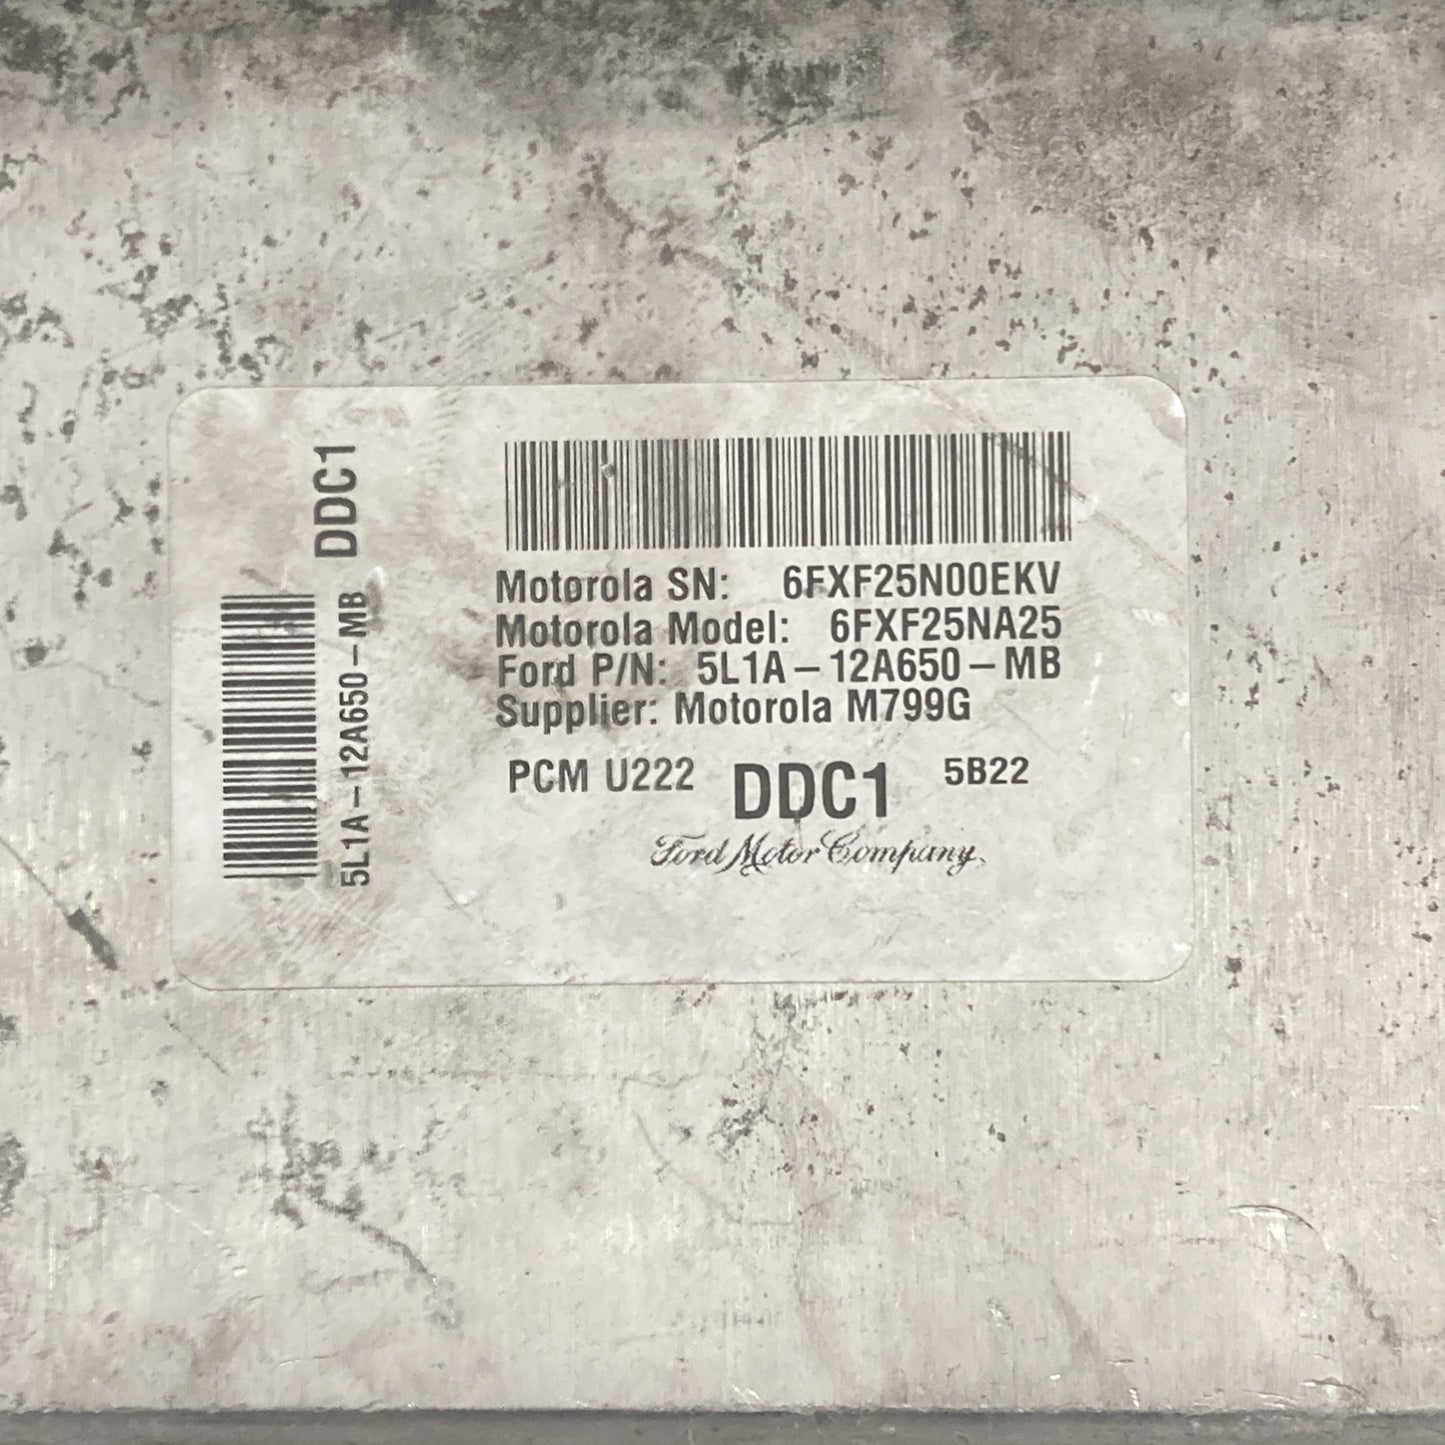 DDC1
5L1A-12A650-MB
Motorola SN: 6FXF25N00EKV
Motorola Model: 6FXF25NA25
Ford P/N: 5L1A-12A650-MB
Supplier: Motorola M799G
PCM U222 DDC1 5B22
Ford Motor Company.